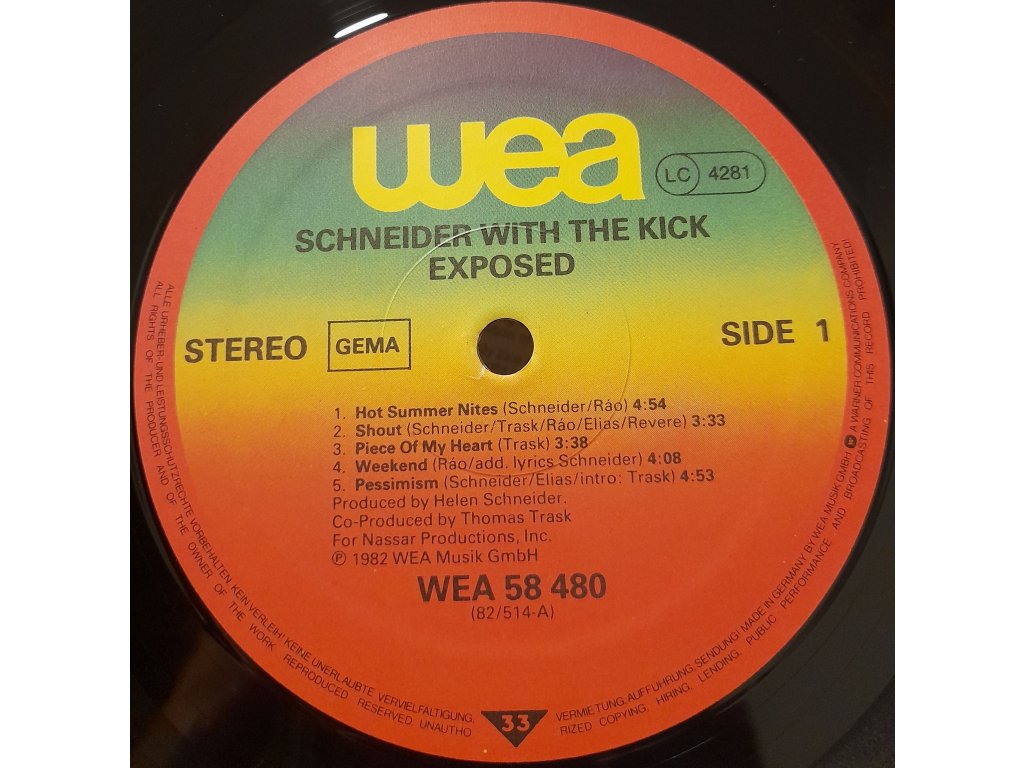 wea
LC 4281
SCHNEIDER WITH THE KICK
EXPOSED
STEREO GEMA SIDE 1
1. Hot Summer Nites (Schneider/Ráo) 4:54
2. Shout (Schneider/Trask/Ráo/Elias/Revere) 3:33
3. Piece Of My Heart (Trask) 3:38
4. Weekend (Ráo/add. lyrics Schneider) 4:08
5. Pessimism (Schneider/Elias/intro: Trask) 4:53
Produced by Helen Schneider.
Co-Produced by Thomas Trask
For Nassar Productions, Inc.
℗ 1982 WEA Musik GmbH
WEA 58 480
(82/514-A)
33
ALLE URHEBER- UND LEISTUNGSSCHUTZRECHTE VORBEHALTEN. KEIN VERLEIH! KEINE UNERLAUBTE VERVIELFÄLTIGUNG, VERMIETUNG, AUFFÜHRUNG, SENDUNG! MADE IN GERMANY BY WEA MUSIK GMBH A WARNER COMMUNICATIONS COMPANY
ALL RIGHTS OF THE PRODUCER AND OF THE OWNER OF THE WORK REPRODUCED RESERVED UNAUTHO RIZED COPYING, HIRING, LENDING, PUBLIC PERFORMANCE AND BROADCASTING OF THIS RECORD PROHIBITED!